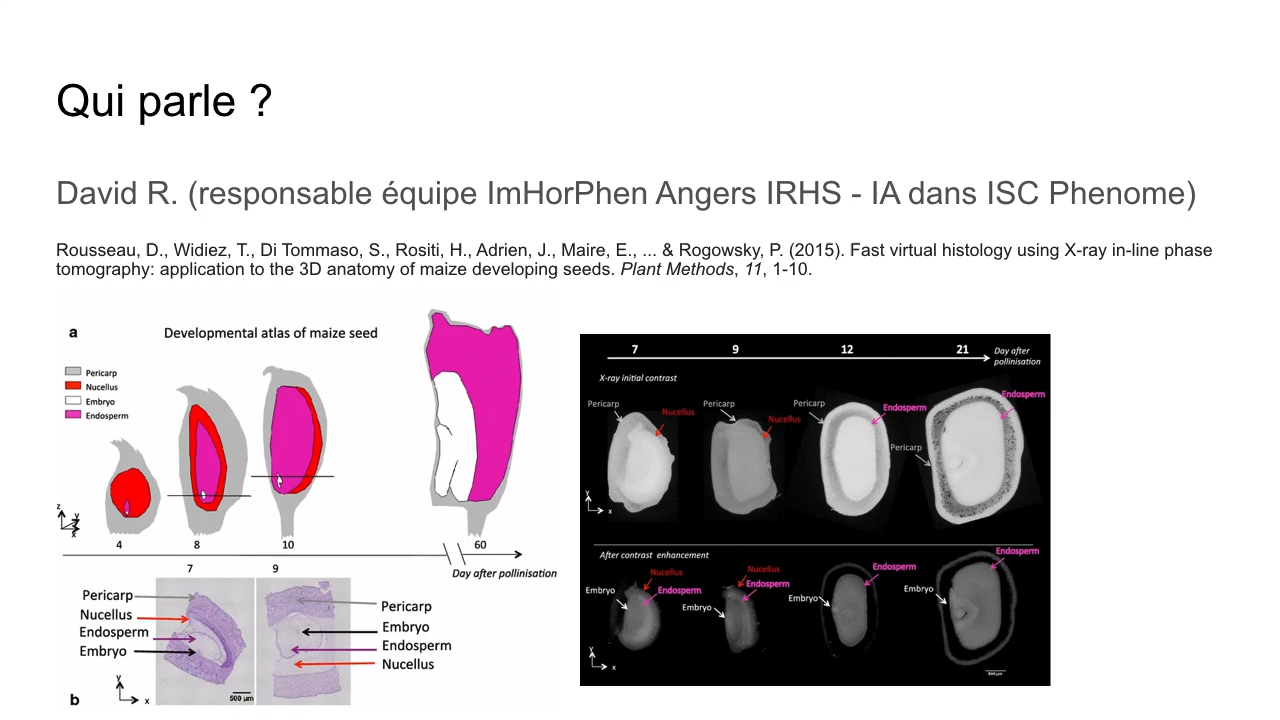 Qui parle ?
David R. (responsable équipe ImHorPhen Angers IRHS - IA dans ISC Phenome)
Rousseau, D., Widiez, T., Di Tommaso, S., Rositi, H., Adrien, J., Maire, E., ... & Rogowsky, P. (2015). Fast virtual histology using X-ray in-line phase
tomography: application to the 3D anatomy of maize developing seeds. Plant Methods, 11, 1-10.
a
Developmental atlas of maize seed
Pericarp
Nucellus
Embryo
Endosperm
z
y
x
4 8 10 60
Day after pollinisation
7 9
Pericarp
Nucellus
Endosperm
Embryo
Pericarp
Embryo
Endosperm
Nucellus
500 µm
y
x
b
7 9 12 21 Day after
pollinisation
X-ray initial contrast
Pericarp
Nucellus
Pericarp
Nucellus
Pericarp
Endosperm
Pericarp
Endosperm
y
x
After contrast enhancement
Embryo
Nucellus
Endosperm
Embryo
Nucellus
Endosperm
Embryo
Endosperm
Embryo
Endosperm
y
x
500 µm